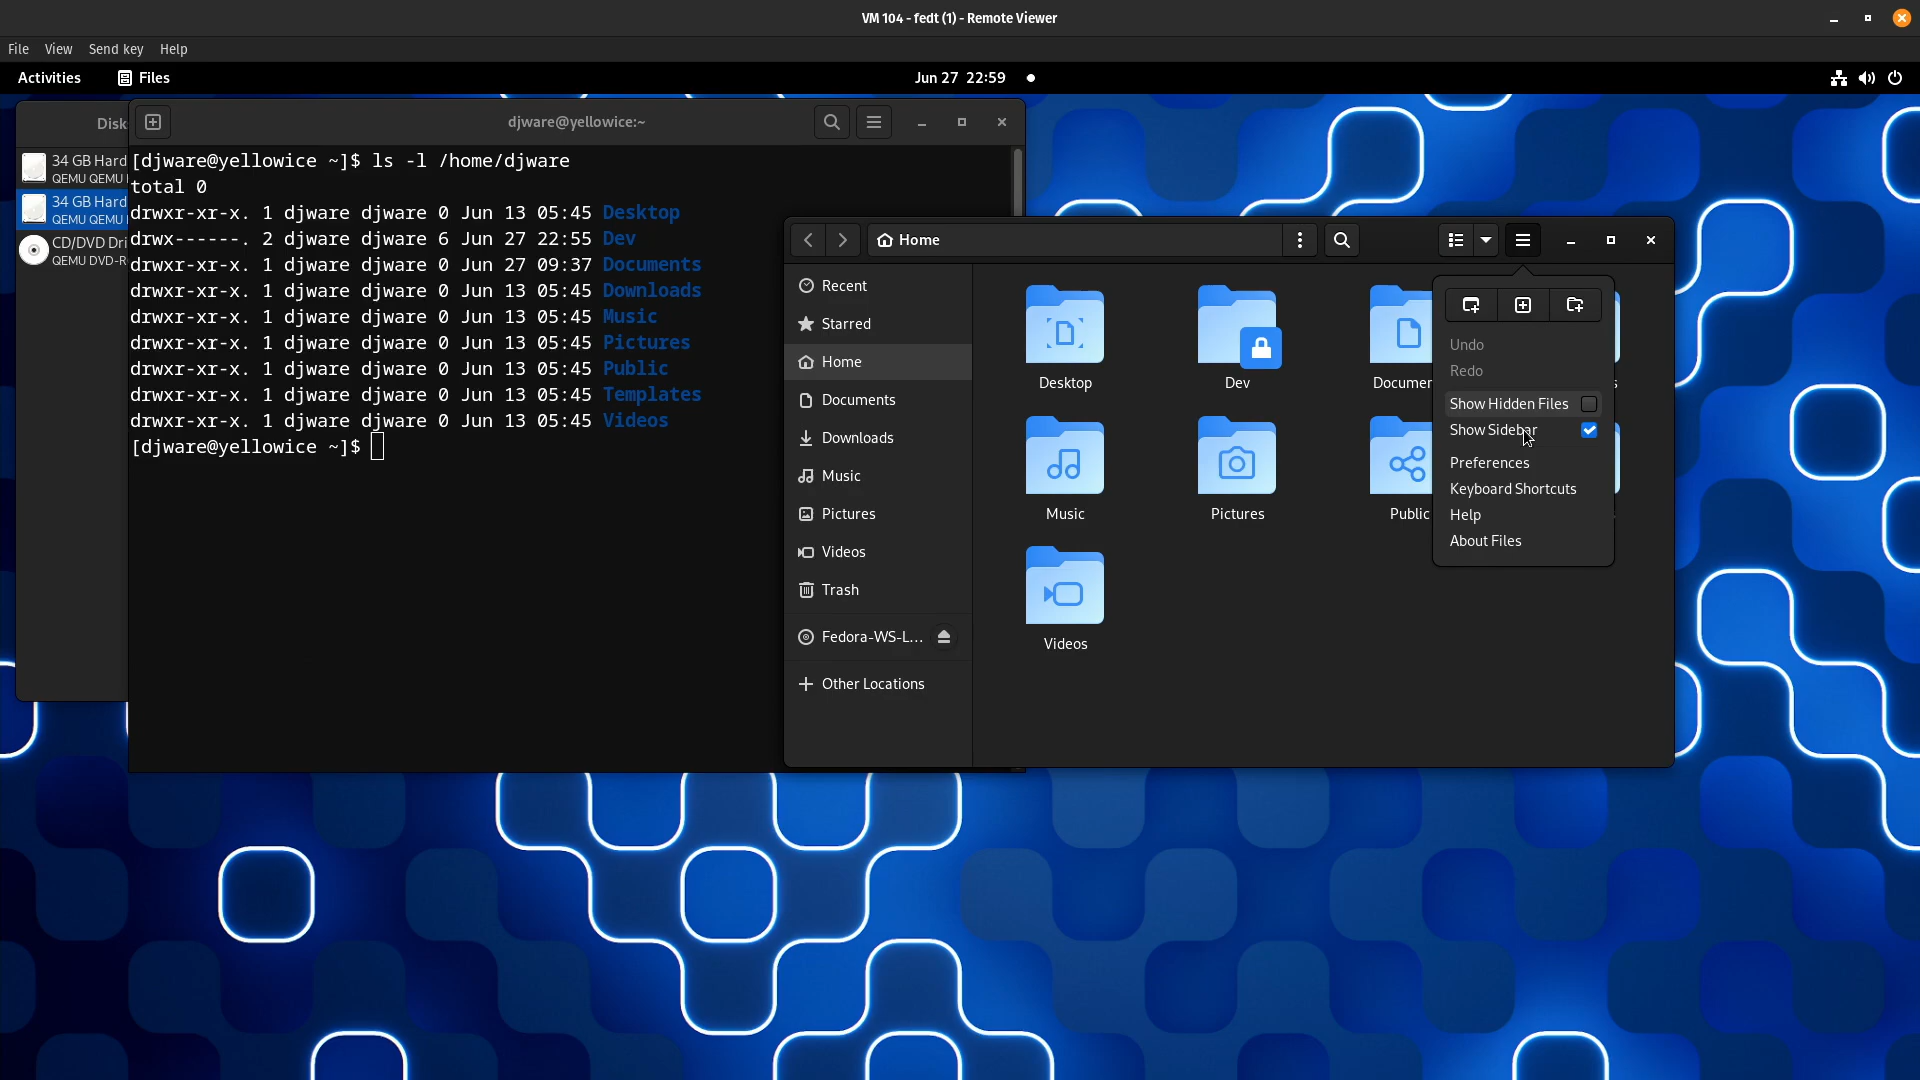 VM 104 - fedt (1) - Remote Viewer
File View Send key Help
Activities Files Jun 27 22:59
Disk
34 GB Hard
QEMU QEMU
34 GB Hard
QEMU QEMU
CD/DVD Dri
QEMU DVD-R
djware@yellowice:~
[djware@yellowice ~]$ ls -l /home/djware
total 0
drwxr-xr-x. 1 djware djware 0 Jun 13 05:45 Desktop
drwx------. 2 djware djware 6 Jun 27 22:55 Dev
drwxr-xr-x. 1 djware djware 0 Jun 27 09:37 Documents
drwxr-xr-x. 1 djware djware 0 Jun 13 05:45 Downloads
drwxr-xr-x. 1 djware djware 0 Jun 13 05:45 Music
drwxr-xr-x. 1 djware djware 0 Jun 13 05:45 Pictures
drwxr-xr-x. 1 djware djware 0 Jun 13 05:45 Public
drwxr-xr-x. 1 djware djware 0 Jun 13 05:45 Templates
drwxr-xr-x. 1 djware djware 0 Jun 13 05:45 Videos
[djware@yellowice ~]$
Home
Recent
Starred
Home
Documents
Downloads
Music
Pictures
Videos
Trash
Fedora-WS-L...
Other Locations
Desktop Dev Documen s
Music Pictures Public
Videos
Undo
Redo
Show Hidden Files
Show Sidebar
Preferences
Keyboard Shortcuts
Help
About Files